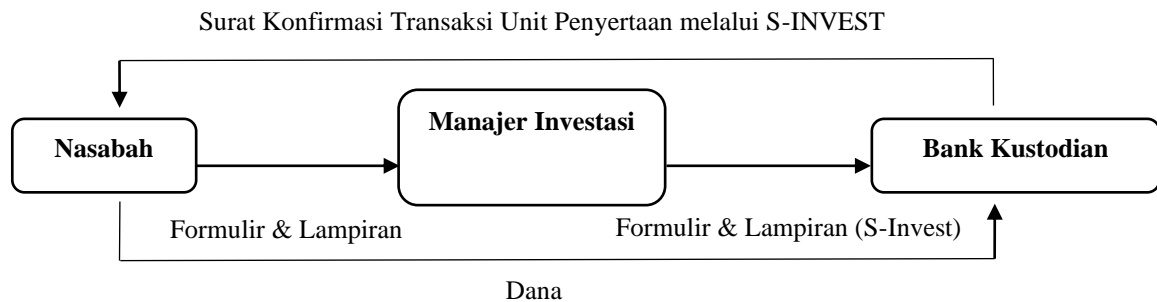 Surat Konfirmasi Transaksi Unit Penyertaan melalui S-INVEST
Nasabah
Manajer Investasi
Bank Kustodian
Formulir & Lampiran
Formulir & Lampiran (S-Invest)
Dana